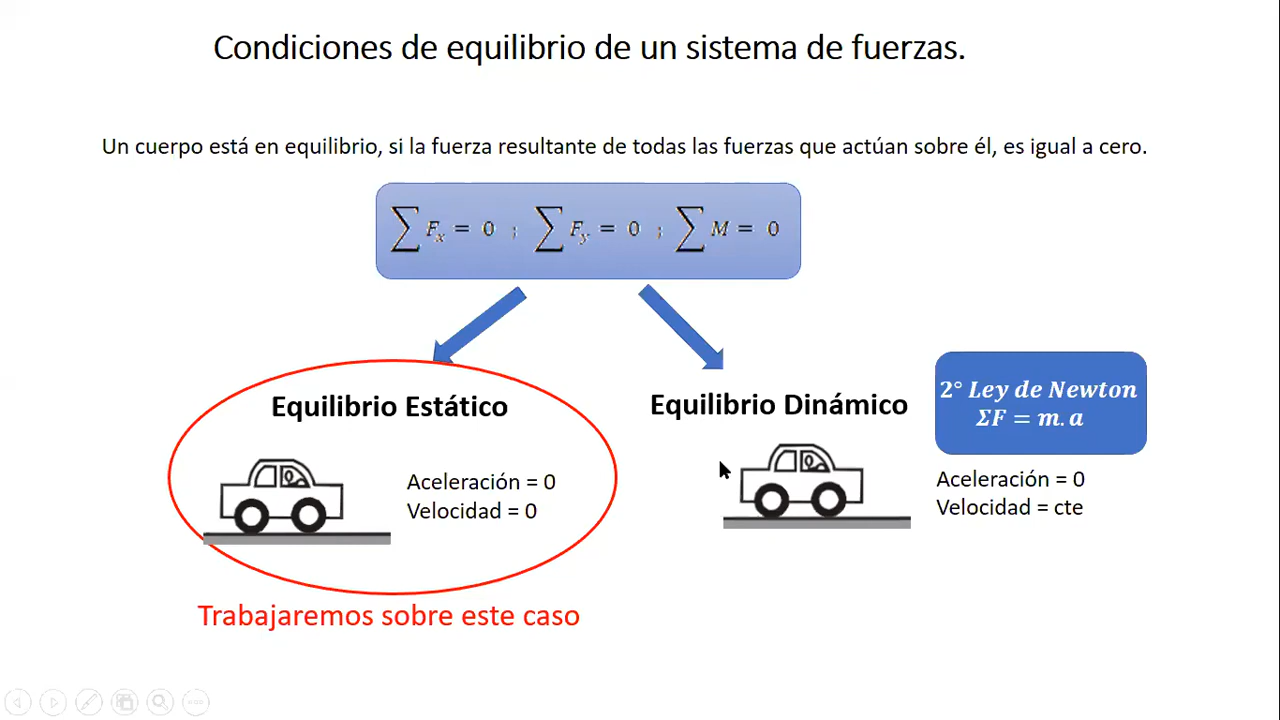 Condiciones de equilibrio de un sistema de fuerzas.
Un cuerpo está en equilibrio, si la fuerza resultante de todas las fuerzas que actúan sobre él, es igual a cero.
∑ Fx = 0 ; ∑ Fy = 0 ; ∑ M = 0
Equilibrio Estático
Aceleración = 0
Velocidad = 0
Trabajaremos sobre este caso
Equilibrio Dinámico
2° Ley de Newton
ΣF = m. a
Aceleración = 0
Velocidad = cte